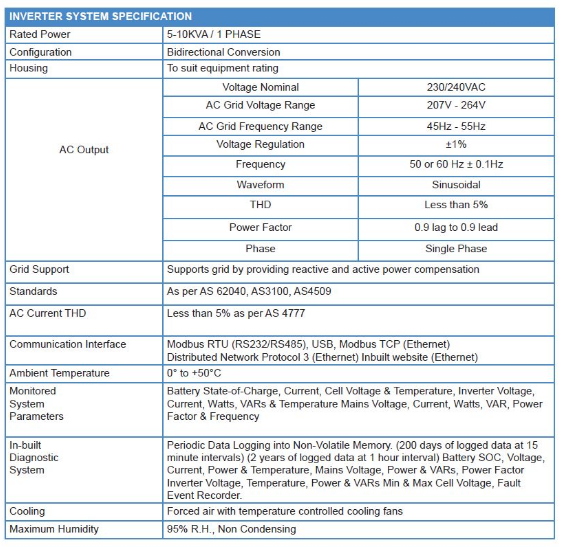 INVERTER SYSTEM SPECIFICATION
Rated Power 5-10KVA / 1 PHASE
Configuration Bidirectional Conversion
Housing To suit equipment rating
AC Output
Voltage Nominal 230/240VAC
AC Grid Voltage Range 207V - 264V
AC Grid Frequency Range 45Hz - 55Hz
Voltage Regulation ±1%
Frequency 50 or 60 Hz ± 0.1Hz
Waveform Sinusoidal
THD Less than 5%
Power Factor 0.9 lag to 0.9 lead
Phase Single Phase
Grid Support Supports grid by providing reactive and active power compensation
Standards As per AS 62040, AS3100, AS4509
AC Current THD Less than 5% as per AS 4777
Communication Interface Modbus RTU (RS232/RS485), USB, Modbus TCP (Ethernet)
Distributed Network Protocol 3 (Ethernet) Inbuilt website (Ethernet)
Ambient Temperature 0° to +50°C
Monitored
System
Parameters
Battery State-of-Charge, Current, Cell Voltage & Temperature, Inverter Voltage,
Current, Watts, VARs & Temperature Mains Voltage, Current, Watts, VAR, Power
Factor & Frequency
In-built
Diagnostic
System
Periodic Data Logging into Non-Volatile Memory. (200 days of logged data at 15
minute intervals) (2 years of logged data at 1 hour interval) Battery SOC, Voltage,
Current, Power & Temperature, Mains Voltage, Power & VARs, Power Factor
Inverter Voltage, Temperature, Power & VARs Min & Max Cell Voltage, Fault
Event Recorder.
Cooling Forced air with temperature controlled cooling fans
Maximum Humidity 95% R.H., Non Condensing